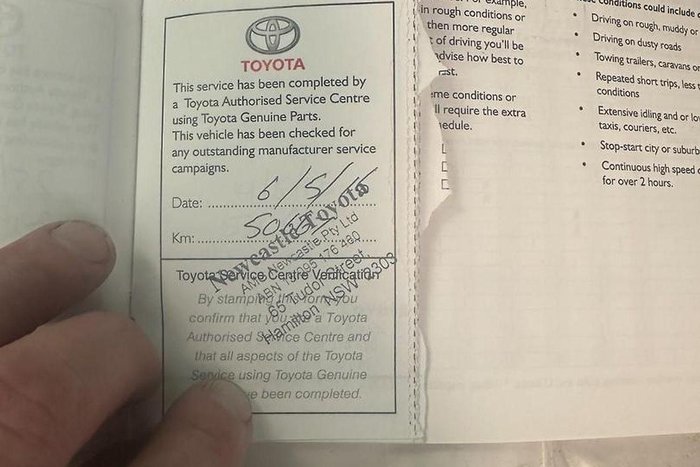 TOYOTA
This service has been completed by
a Toyota Authorised Service Centre
using Toyota Genuine Parts.
This vehicle has been checked for
any outstanding manufacturer service
campaigns.
Date: 6/5/16
Km:
Newcastle Toyota
AMA Newcastle Pty Ltd
65 Tudor Street
Hamilton NSW 2303
Toyota Service Centre Verification
By stamping this form you
confirm that you are a Toyota
Authorised Service Centre and
that all aspects of the Toyota
Service using Toyota Genuine
been completed.
example,
in rough conditions or
then more regular
of driving you'll be
advise how best to
me conditions or
require the extra
conditions could include
• Driving on rough, muddy or
• Driving on dusty roads
• Towing trailers, caravans or
• Repeated short trips, less
conditions
• Extensive idling and or
taxis, couriers, etc.
• Stop-start city or
• Continuous high speed
for over 2 hours.